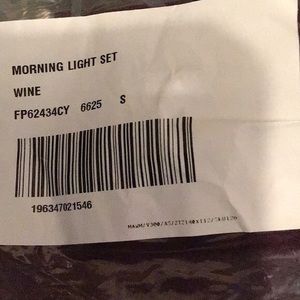 MORNING LIGHT SET
WINE
FP62434CY 6625 S
196347021546